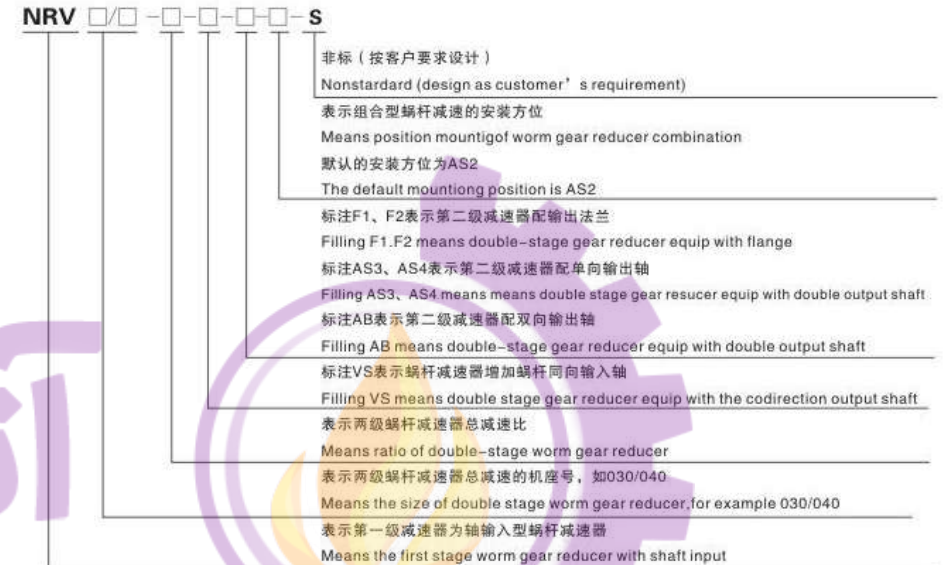 NRV □/□ -□-□-□-□-S
非标（按客户要求设计）
Nonstardard (design as customer’s requirement)
表示组合型蜗杆减速的安装方位
Means position mountigof worm gear reducer combination
默认的安装方位为AS2
The default mountiong position is AS2
标注F1、F2表示第二级减速器配输出法兰
Filling F1.F2 means double-stage gear reducer equip with flange
标注AS3、AS4表示第二级减速器配单向输出轴
Filling AS3、AS4 means means double stage gear resucer equip with double output shaft
标注AB表示第二级减速器配双向输出轴
Filling AB means double-stage gear reducer equip with double output shaft
标注VS表示蜗杆减速器增加蜗杆同向输入轴
Filling VS means double stage gear reducer equip with the codirection output shaft
表示两级蜗杆减速器总减速比
Means ratio of double-stage worm gear reducer
表示两级蜗杆减速器总减速的机座号，如030/040
Means the size of double stage worm gear reducer,for example 030/040
表示第一级减速器为轴输入型蜗杆减速器
Means the first stage worm gear reducer with shaft input